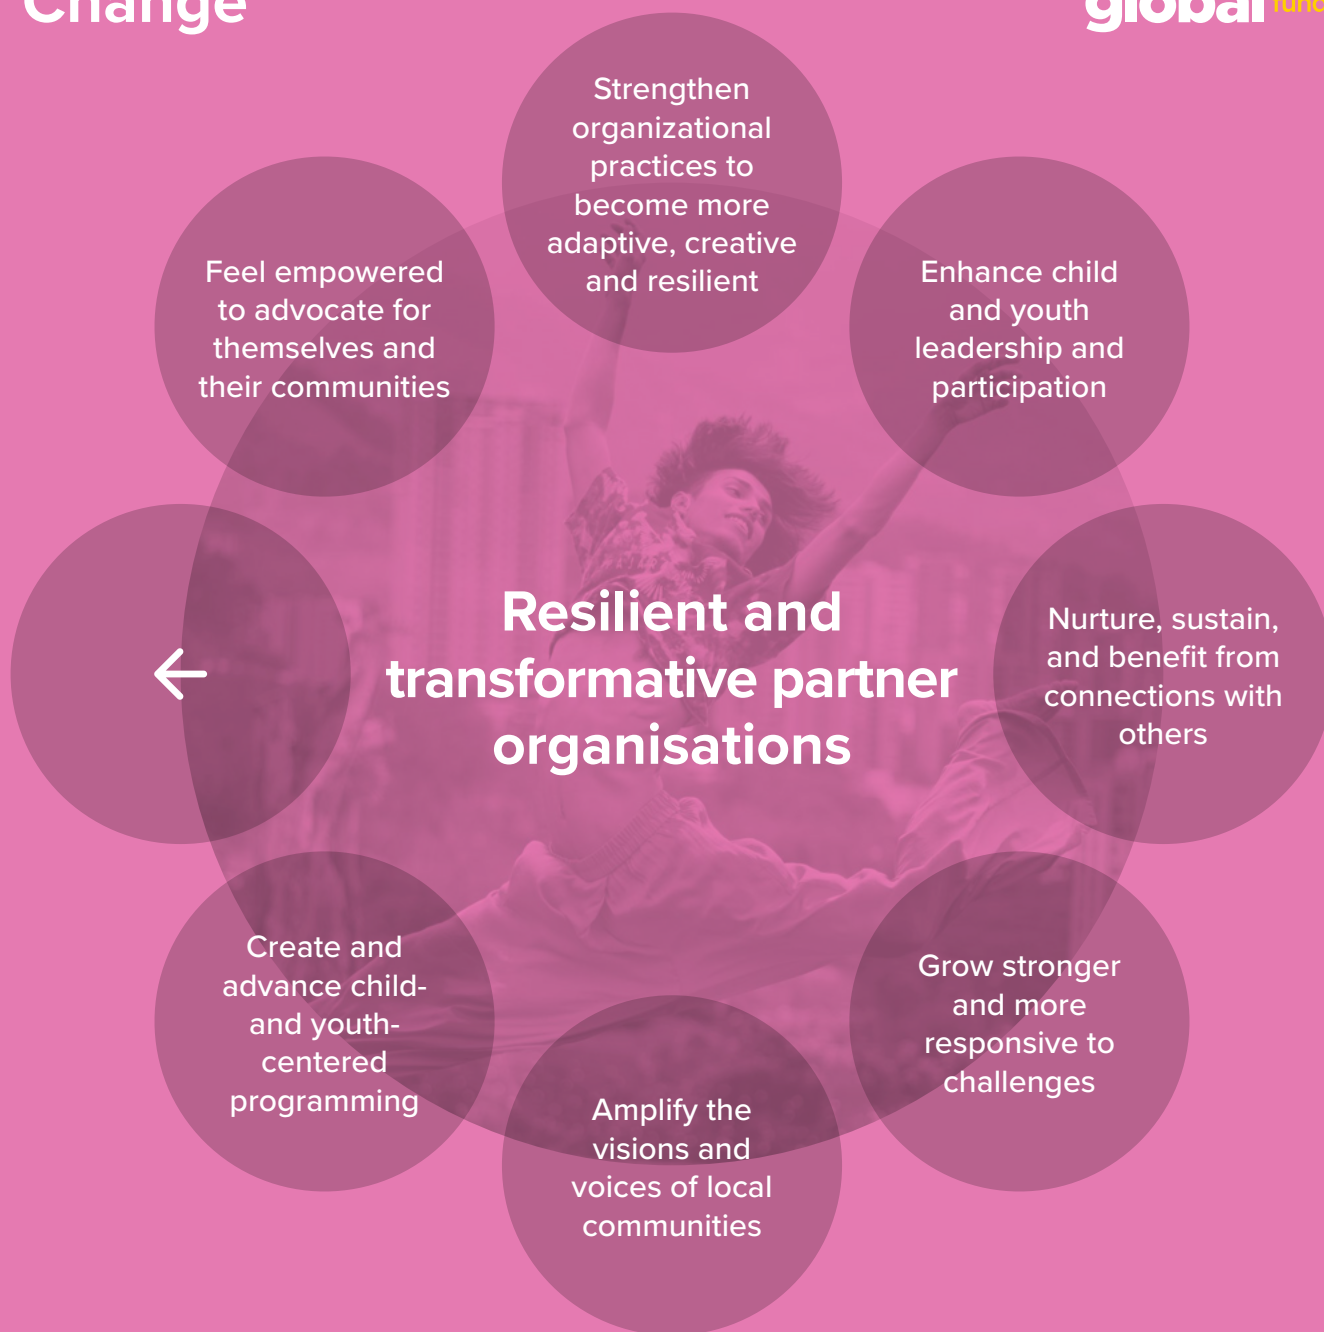 Change
global
fund
Strengthen
organizational
practices to
become more
adaptive, creative
and resilient
Feel empowered
to advocate for
themselves and
their communities
Enhance child
and youth
leadership and
participation
Resilient and
transformative partner
organisations
Nurture, sustain,
and benefit from
connections with
others
Create and
advance child-
and youth-
centered
programming
Grow stronger
and more
responsive to
challenges
Amplify the
visions and
voices of local
communities